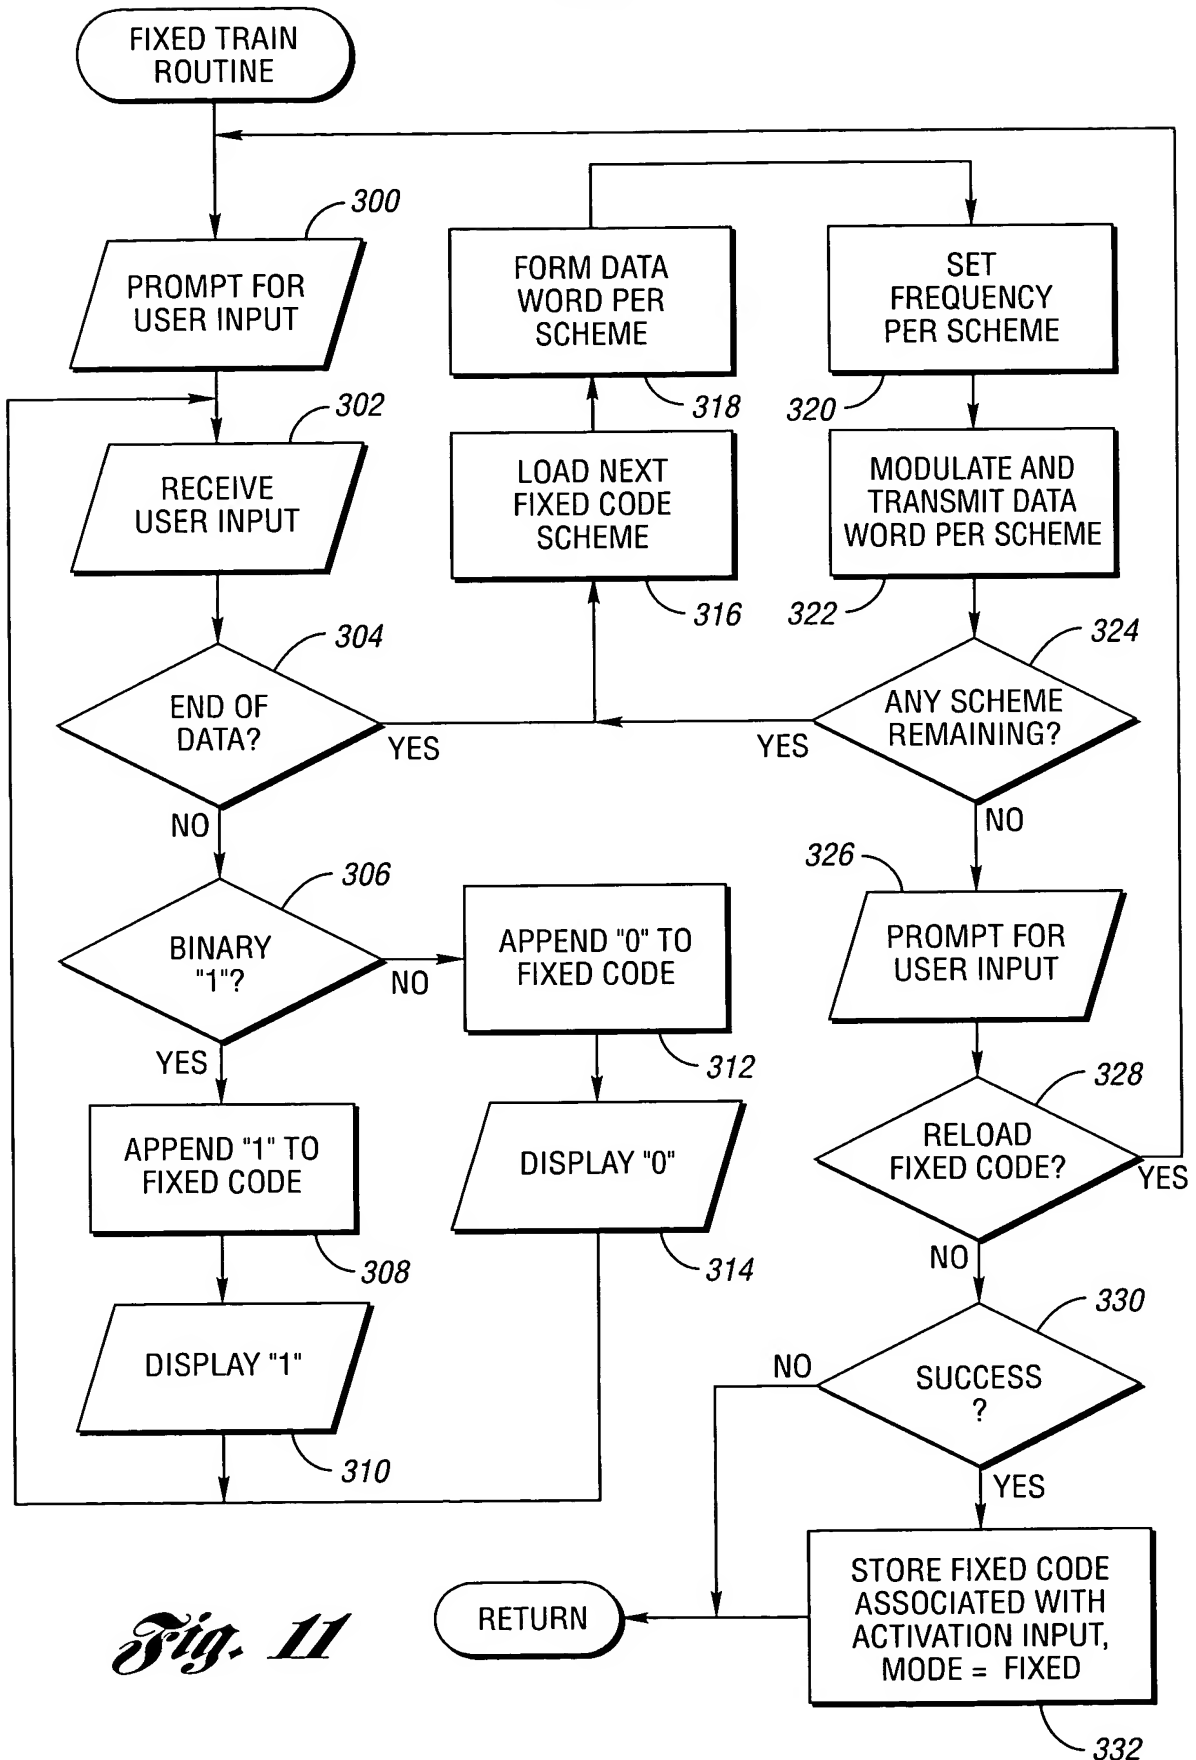 FIXED TRAIN
ROUTINE
300
PROMPT FOR
USER INPUT
302
RECEIVE
USER INPUT
304
END OF
DATA?
YES
NO
306
BINARY
"1"?
NO
YES
APPEND "1" TO
FIXED CODE
308
DISPLAY "1"
310
APPEND "0" TO
FIXED CODE
312
DISPLAY "0"
314
LOAD NEXT
FIXED CODE
SCHEME
316
FORM DATA
WORD PER
SCHEME
318
SET
FREQUENCY
PER SCHEME
320
MODULATE AND
TRANSMIT DATA
WORD PER SCHEME
322
324
ANY SCHEME
REMAINING?
YES
NO
326
PROMPT FOR
USER INPUT
328
RELOAD
FIXED CODE?
YES
NO
330
SUCCESS
?
NO
YES
STORE FIXED CODE
ASSOCIATED WITH
ACTIVATION INPUT,
MODE = FIXED
332
RETURN
Fig. 11